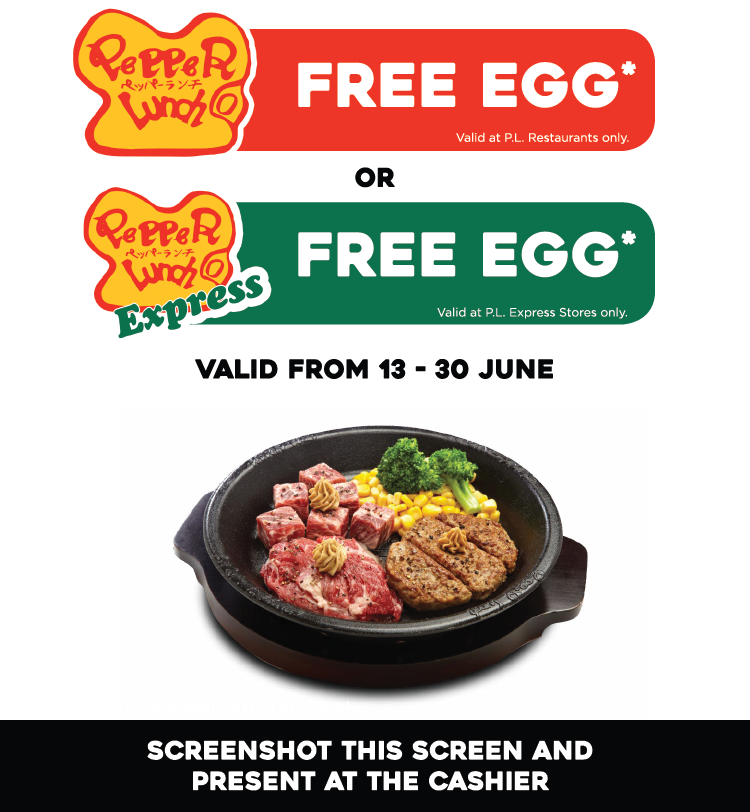 PePPeR
ペッパーランチ
Lunch
FREE EGG*
Valid at P.L. Restaurants only.
OR
PePPeR
ペッパーランチ
Lunch
Express
FREE EGG*
Valid at P.L. Express Stores only.
VALID FROM 13 - 30 JUNE
SCREENSHOT THIS SCREEN AND
PRESENT AT THE CASHIER